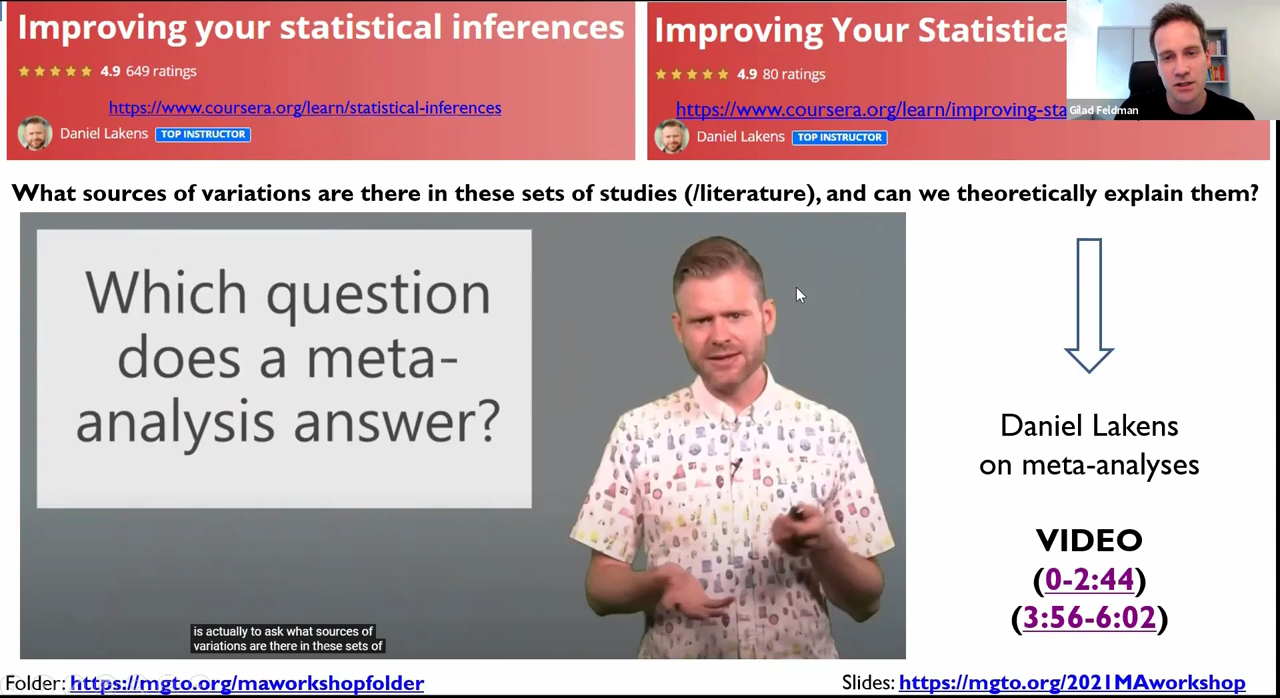 Improving your statistical inferences
4.9 649 ratings
https://www.coursera.org/learn/statistical-inferences
Daniel Lakens TOP INSTRUCTOR
Improving Your Statistica
4.9 80 ratings
https://www.coursera.org/learn/improving-sta
Daniel Lakens TOP INSTRUCTOR
Gilad Feldman
What sources of variations are there in these sets of studies (/literature), and can we theoretically explain them?
Which question
does a meta-
analysis answer?
is actually to ask what sources of
variations are there in these sets of
Daniel Lakens
on meta-analyses
VIDEO
(0-2:44)
(3:56-6:02)
Folder: https://mgto.org/maworkshopfolder
Slides: https://mgto.org/2021MAworkshop